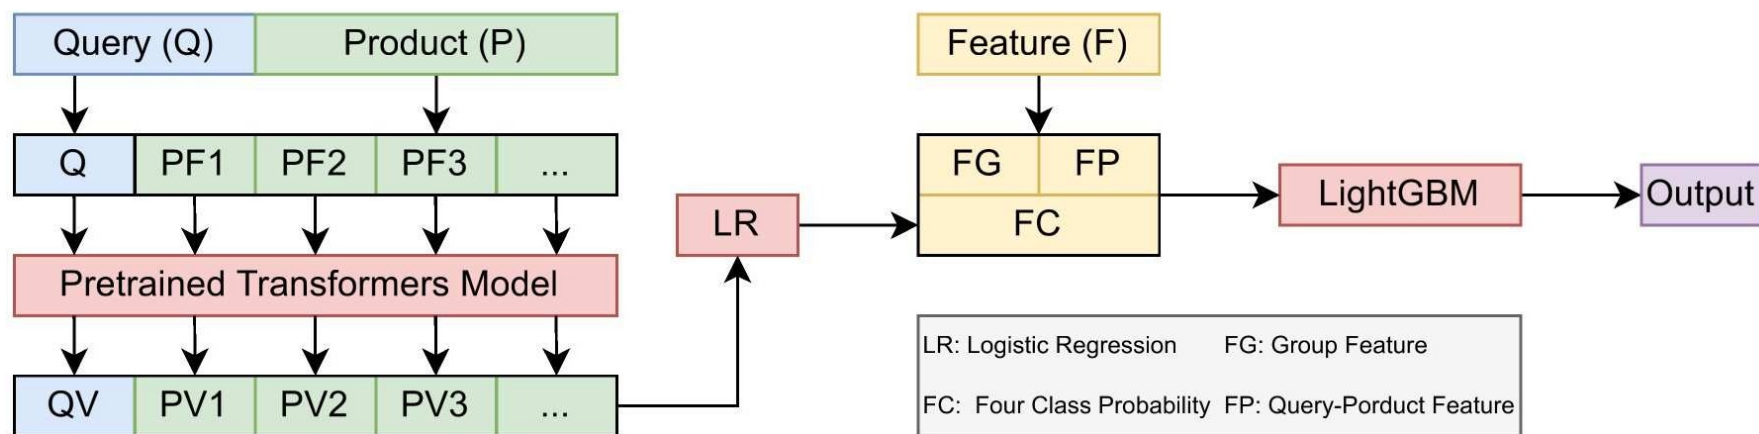 Query (Q) Product (P)
Feature (F)
Q PF1 PF2 PF3 ...
FG FP
LR
FC
LightGBM
Output
Pretrained Transformers Model
QV PV1 PV2 PV3 ...
LR: Logistic Regression FG: Group Feature
FC: Four Class Probability FP: Query-Porduct Feature